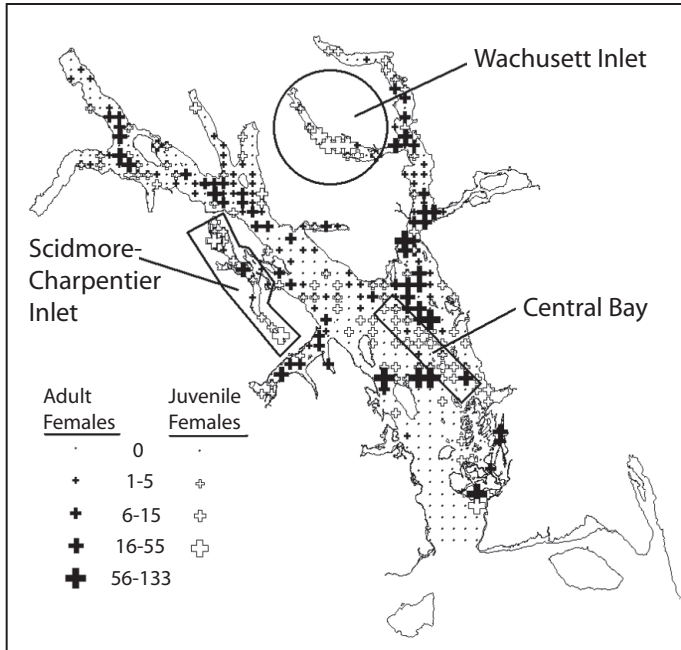 Wachusett Inlet
Scidmore-
Charpentier
Inlet
Central Bay
Adult Juvenile
Females Females
0
1-5
6-15
16-55
56-133